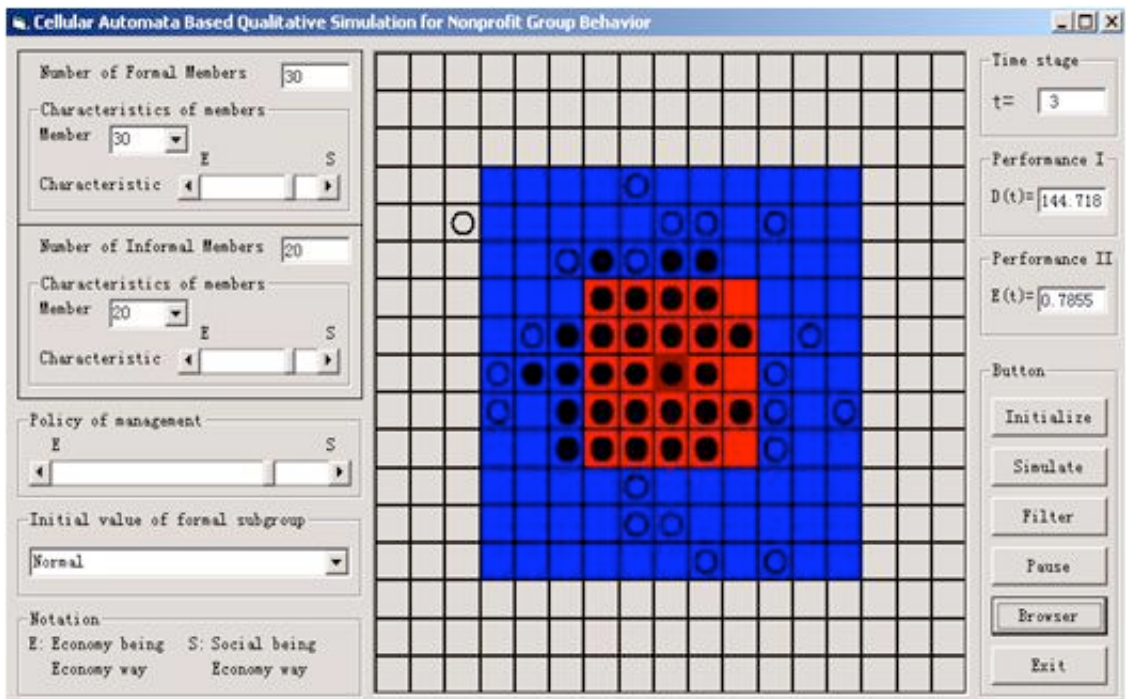 Cellular Automata Based Qualitative Simulation for Nonprofit Group Behavior
Number of Formal Members 30
Characteristics of members
Member 30
E S
Characteristic
Number of Informal Members 20
Characteristics of members
Member 20
E S
Characteristic
Policy of management
E S
Initial value of formal subgroup
Normal
Notation
E: Economy being S: Social being
Economy way Economy way
Time stage
t= 3
Performance I
D(t)= 144.718
Performance II
E(t)= 0.7855
Button
Initialize
Simulate
Filter
Pause
Browser
Exit